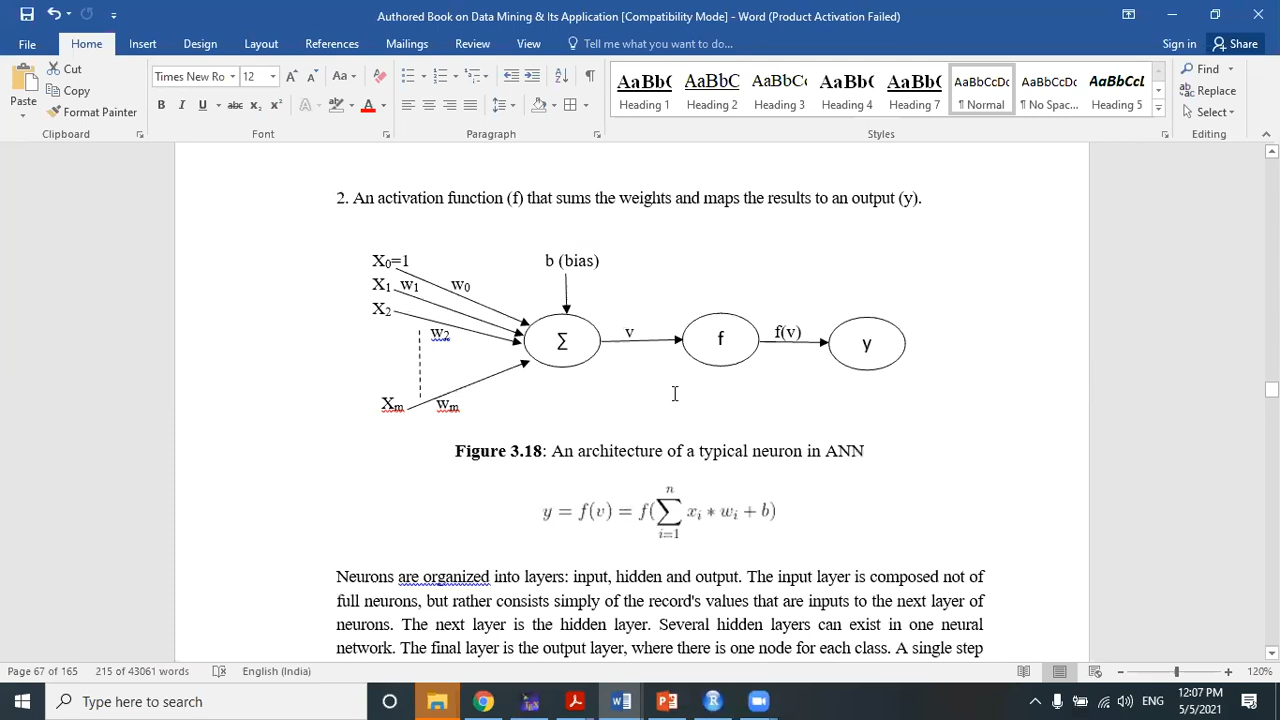 Authored Book on Data Mining & Its Application [Compatibility Mode] - Word (Product Activation Failed)
File Home Insert Design Layout References Mailings Review View Tell me what you want to do... Sign in Share
Paste
Cut
Copy
Format Painter
Clipboard
Times New Ro 12
Font
Paragraph
AaBbC AaBbC AaBbC AaBbC AaBbC AaBbCcDc AaBbCcDc AaBbCcL
Heading 1 Heading 2 Heading 3 Heading 4 Heading 7 ¶ Normal ¶ No Spac... Heading 5
Styles
Find
Replace
Select
Editing
2. An activation function (f) that sums the weights and maps the results to an output (y).
X0=1
X1 w1 w0
X2
w2
Xm wm
b (bias)
∑
v
f
f(v)
y
Figure 3.18: An architecture of a typical neuron in ANN
y = f(v) = f(∑ i=1 n xi * wi + b)
Neurons are organized into layers: input, hidden and output. The input layer is composed not of
full neurons, but rather consists simply of the record's values that are inputs to the next layer of
neurons. The next layer is the hidden layer. Several hidden layers can exist in one neural
network. The final layer is the output layer, where there is one node for each class. A single step
Page 67 of 165 215 of 43061 words English (India) 120%
Type here to search
ENG
12:07 PM
5/5/2021